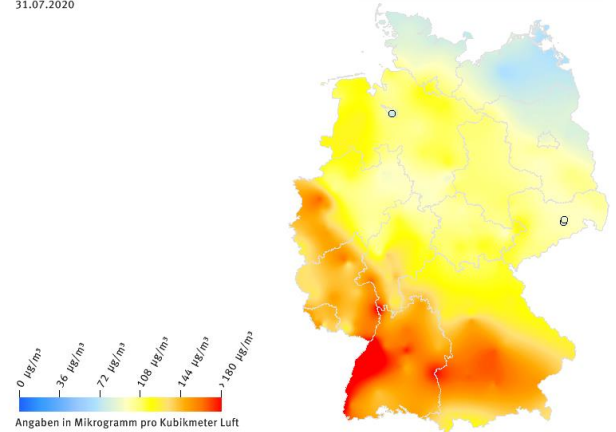 31.07.2020
0 µg/m³
36 µg/m³
72 µg/m³
108 µg/m³
144 µg/m³
› 180 µg/m³
Angaben in Mikrogramm pro Kubikmeter Luft